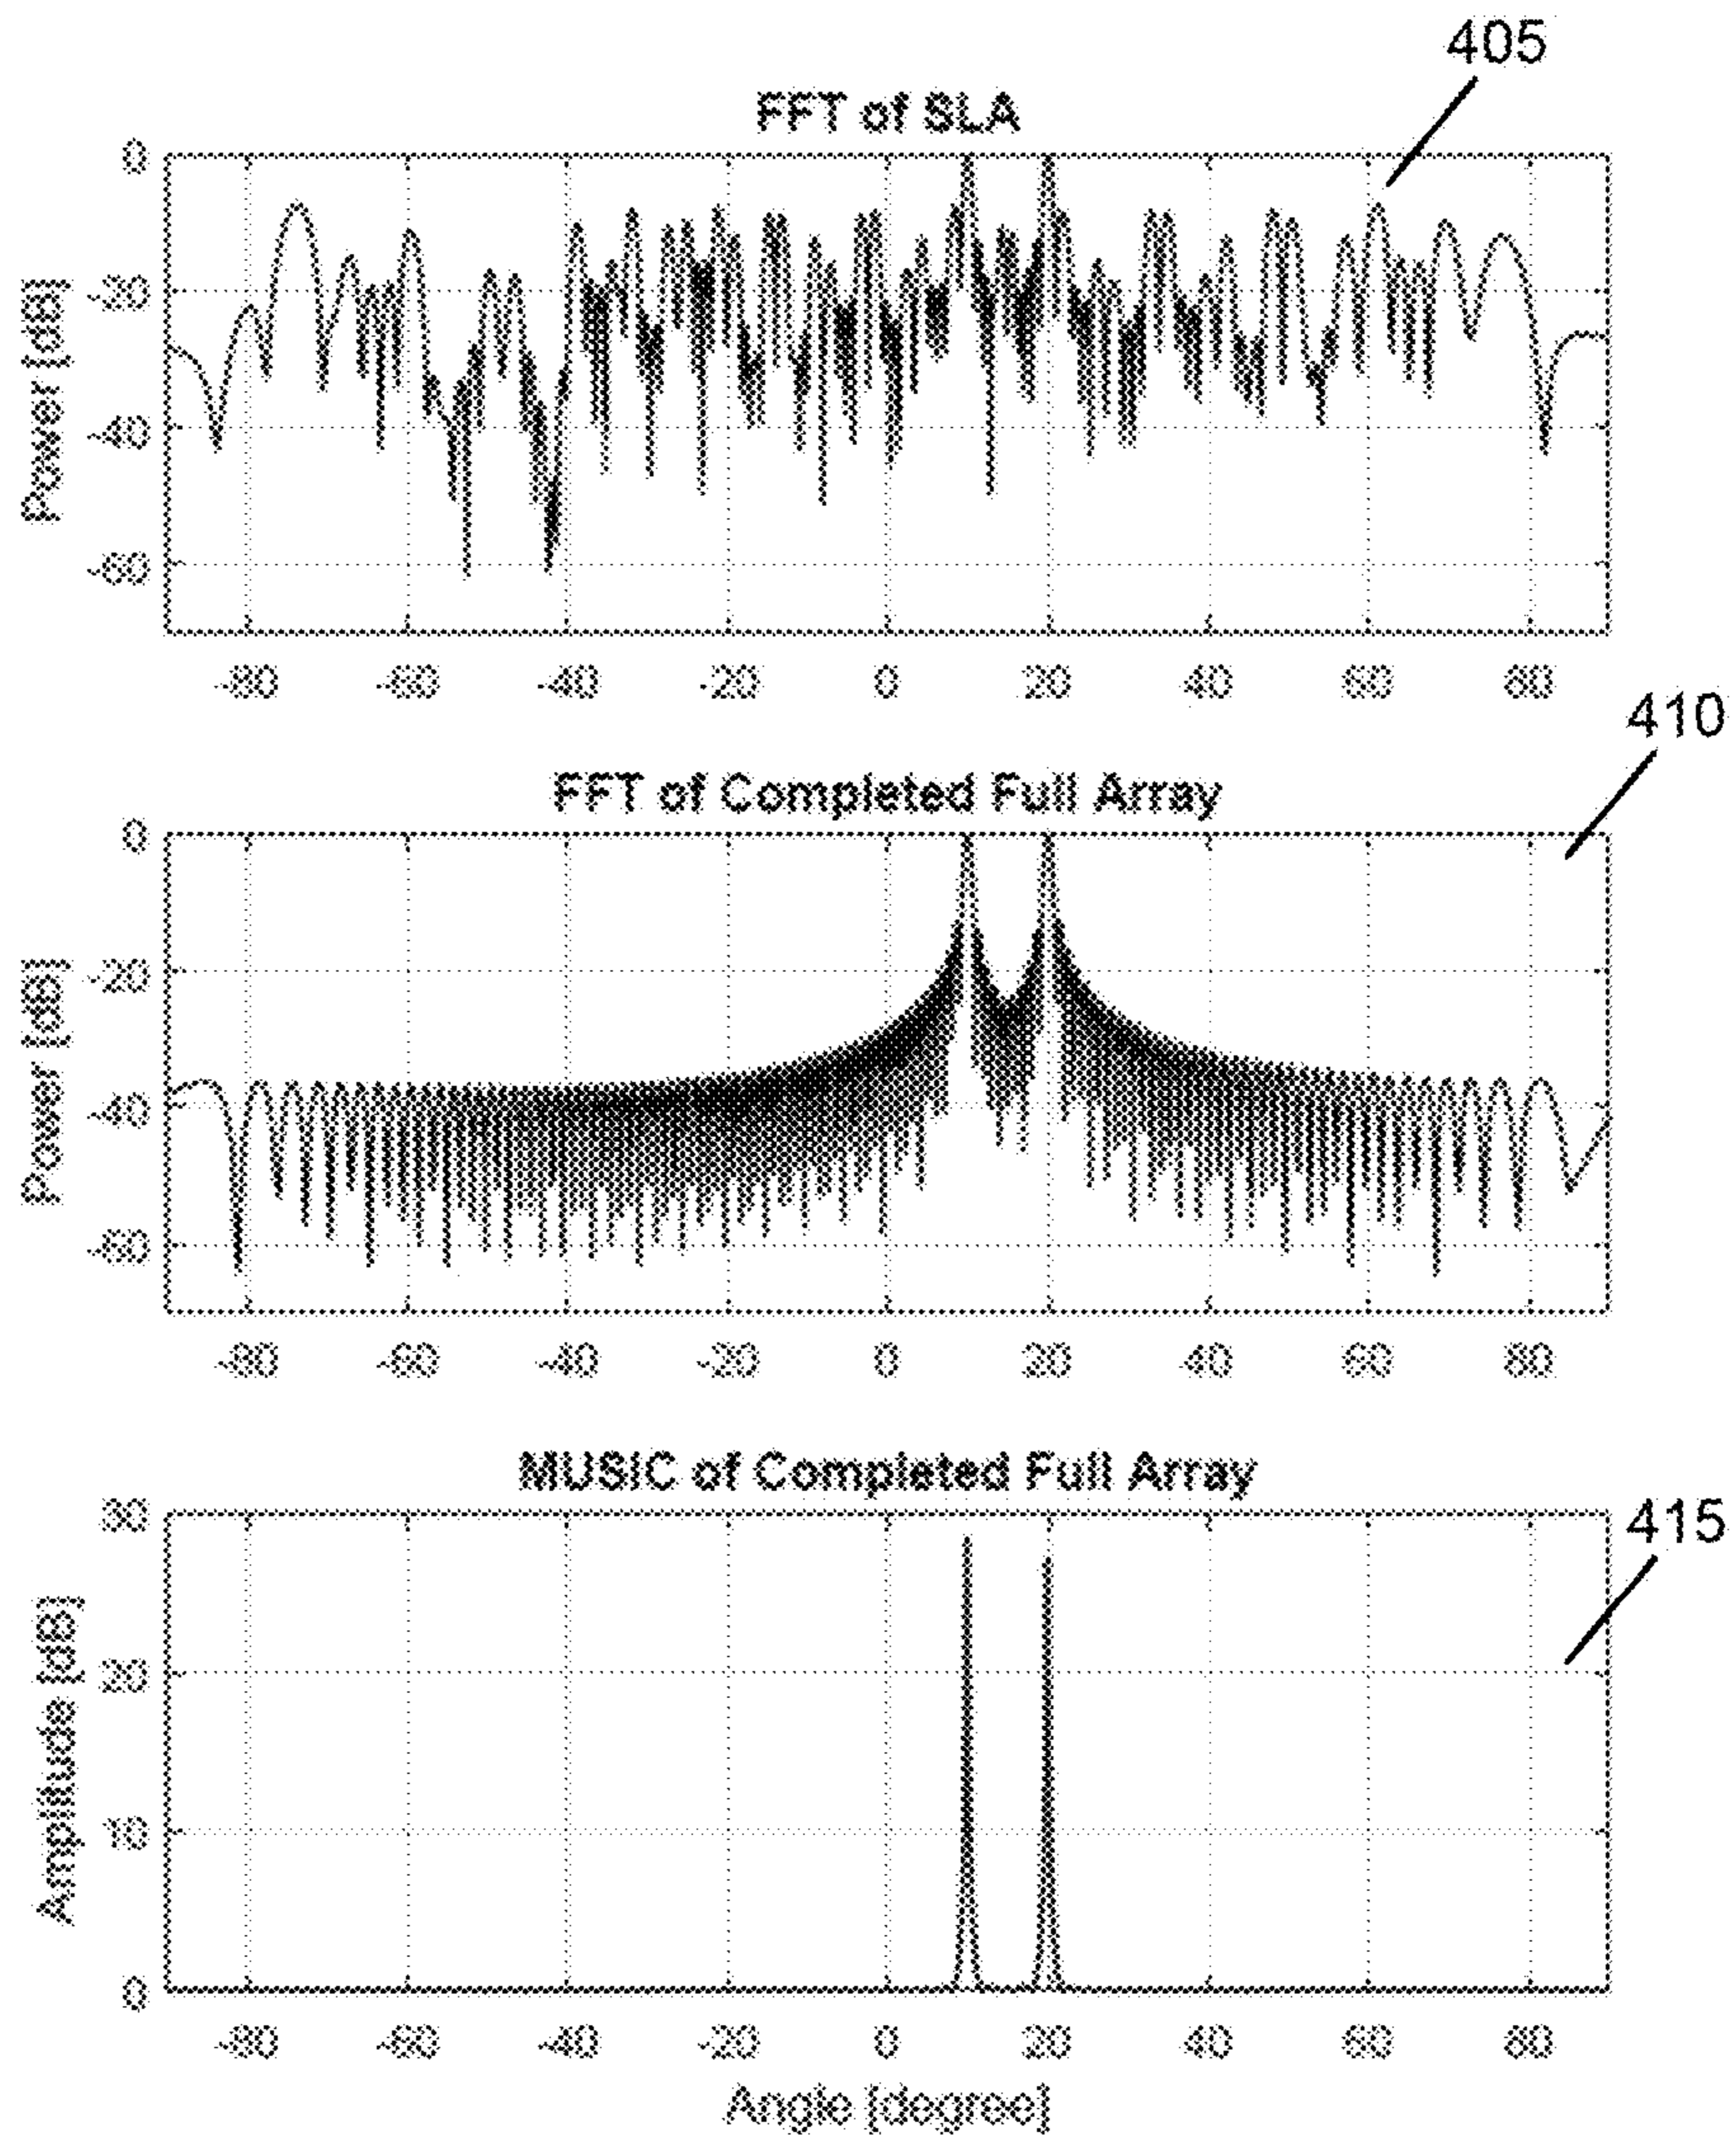 405
FFT of SLA
Power [dB]
0
-20
-40
-60
-80 -60 -40 -20 0 20 40 60 80
410
FFT of Completed Full Array
Power [dB]
0
-20
-40
-60
-80 -60 -40 -20 0 20 40 60 80
415
MUSIC of Completed Full Array
Amplitude [dB]
30
20
10
0
-80 -60 -40 -20 0 20 40 60 80
Angle [degree]